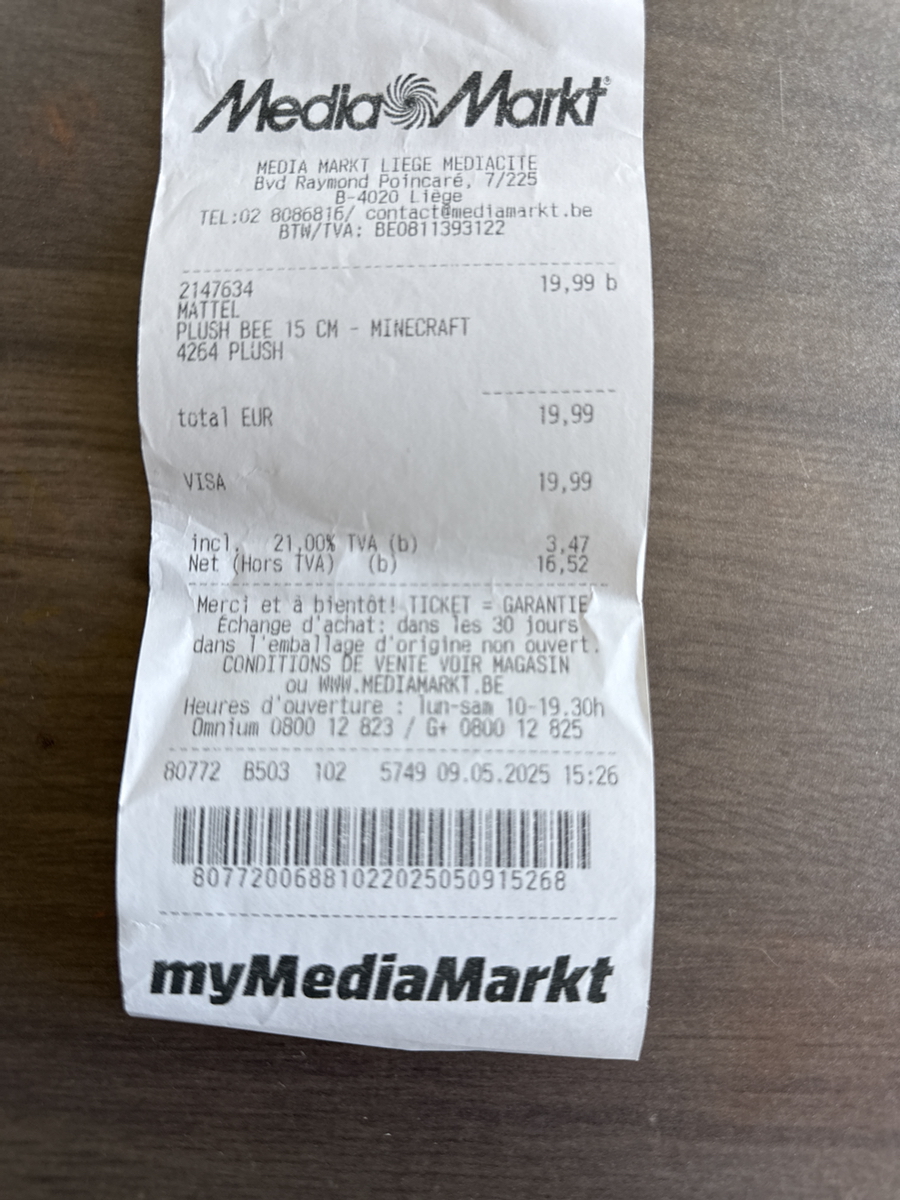 Media Markt®
MEDIA MARKT LIEGE MEDIACITE
Bvd Raymond Poincaré, 7/225
B-4020 Liège
TEL:02 8086816/ contact@mediamarkt.be
BTW/TVA: BE0811393122
2147634 19,99 b
MATTEL
PLUSH BEE 15 CM - MINECRAFT
4264 PLUSH
total EUR 19,99
VISA 19,99
incl. 21,00% TVA (b) 3,47
Net (Hors TVA) (b) 16,52
Merci et à bientôt! TICKET = GARANTIE
Échange d'achat: dans les 30 jours
dans l'emballage d'origine non ouvert.
CONDITIONS DE VENTE VOIR MAGASIN
ou WWW.MEDIAMARKT.BE
Heures d'ouverture : lun-sam 10-19.30h
Omnium 0800 12 823 / G+ 0800 12 825
80772 B503 102 5749 09.05.2025 15:26
8077200688102202505091 5268
myMediaMarkt